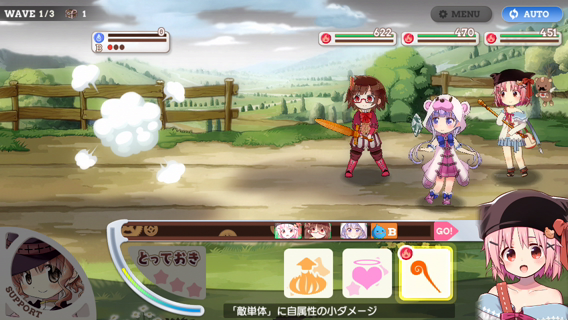 WAVE 1/3
1
MENU
AUTO
0
B
622
470
451
B
GO!
とっておき
SUPPORT
「敵単体」に自属性の小ダメージ